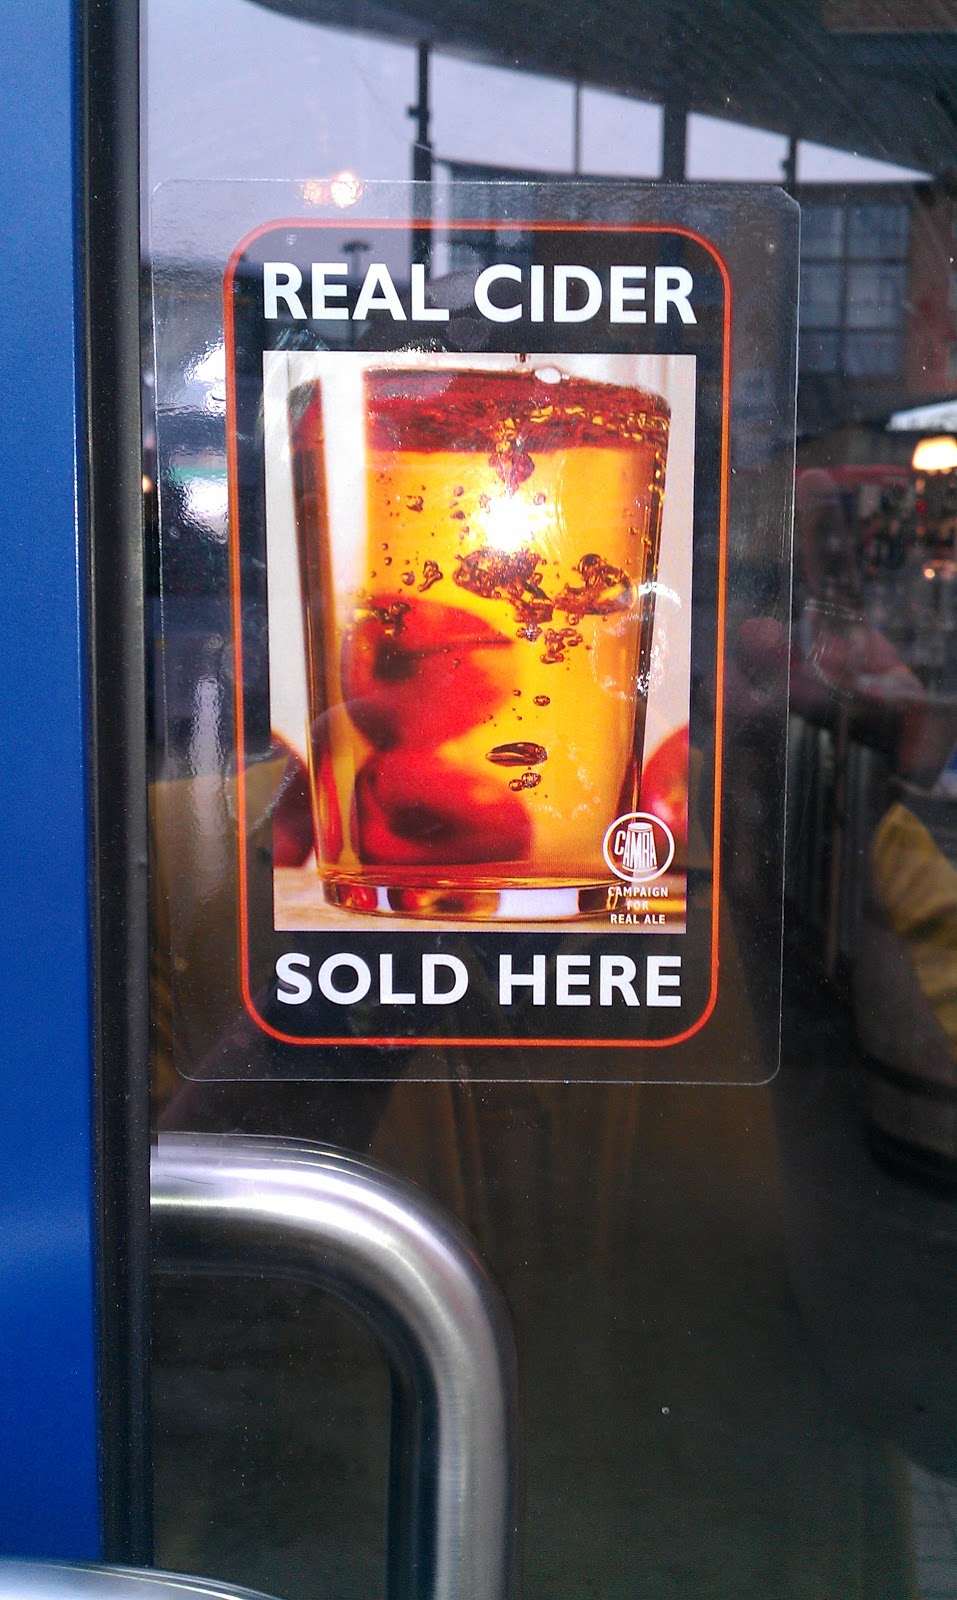 REAL CIDER
CAMRA
CAMPAIGN
FOR
REAL ALE
SOLD HERE